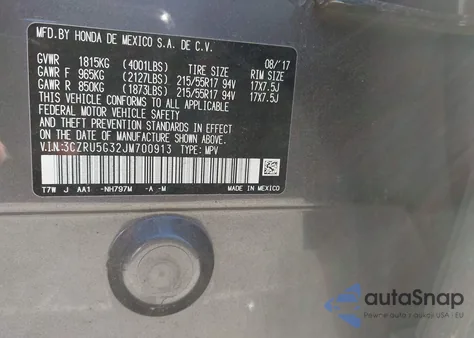 MFD.BY HONDA DE MEXICO S.A. DE C.V.
08/'17
GVWR 1815KG (4001LBS) TIRE SIZE RIM SIZE
GAWR F 965KG (2127LBS) 215/55R17 94V 17X7.5J
GAWR R 850KG (1873LBS) 215/55R17 94V 17X7.5J
THIS VEHICLE CONFORMS TO ALL APPLICABLE
FEDERAL MOTOR VEHICLE SAFETY
AND THEFT PREVENTION STANDARDS IN EFFECT
ON THE DATE OF MANUFACTURE SHOWN ABOVE.
V.I.N:3CZRU5G32JM700913 TYPE: MPV
T7W J AA1 -NH797M -A -M MADE IN MEXICO
autoSnap
USA | EU